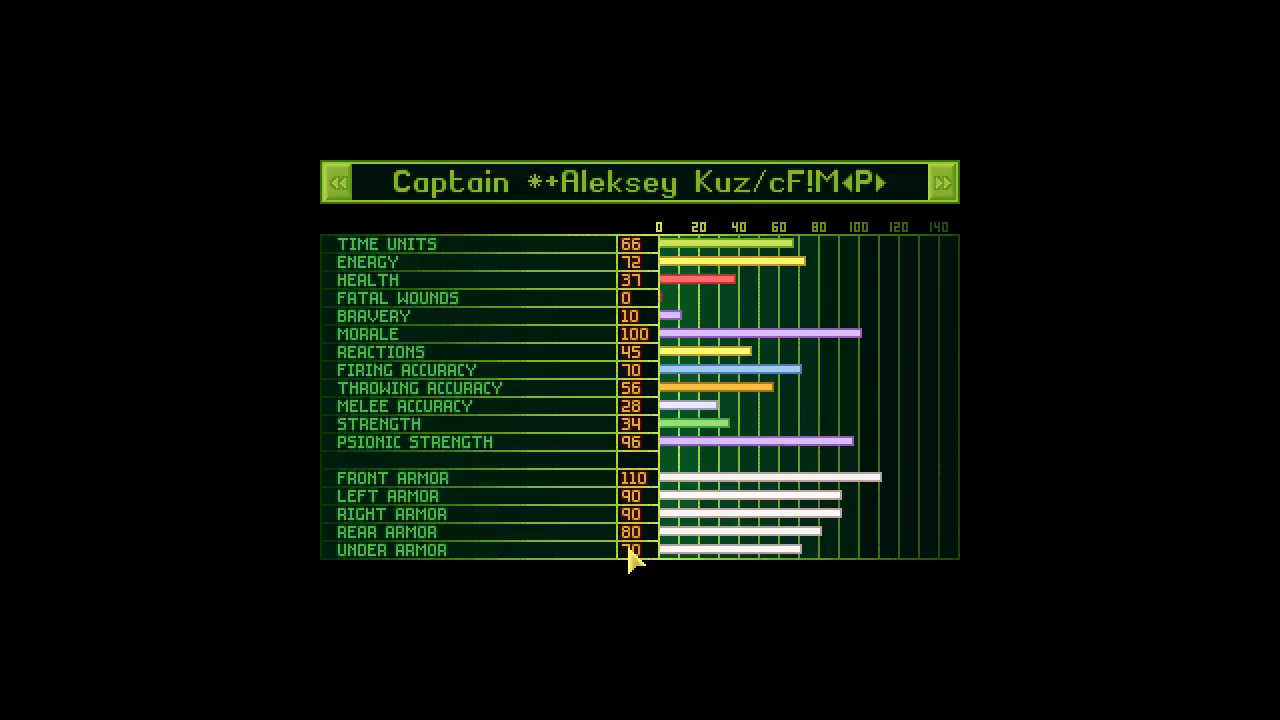 Captain *+Aleksey Kuz/cF!M◂P▸
0 20 40 60 80 100 120 140
TIME UNITS 66
ENERGY 72
HEALTH 37
FATAL WOUNDS 0
BRAVERY 10
MORALE 100
REACTIONS 45
FIRING ACCURACY 70
THROWING ACCURACY 56
MELEE ACCURACY 28
STRENGTH 34
PSIONIC STRENGTH 96
FRONT ARMOR 110
LEFT ARMOR 90
RIGHT ARMOR 90
REAR ARMOR 80
UNDER ARMOR 70